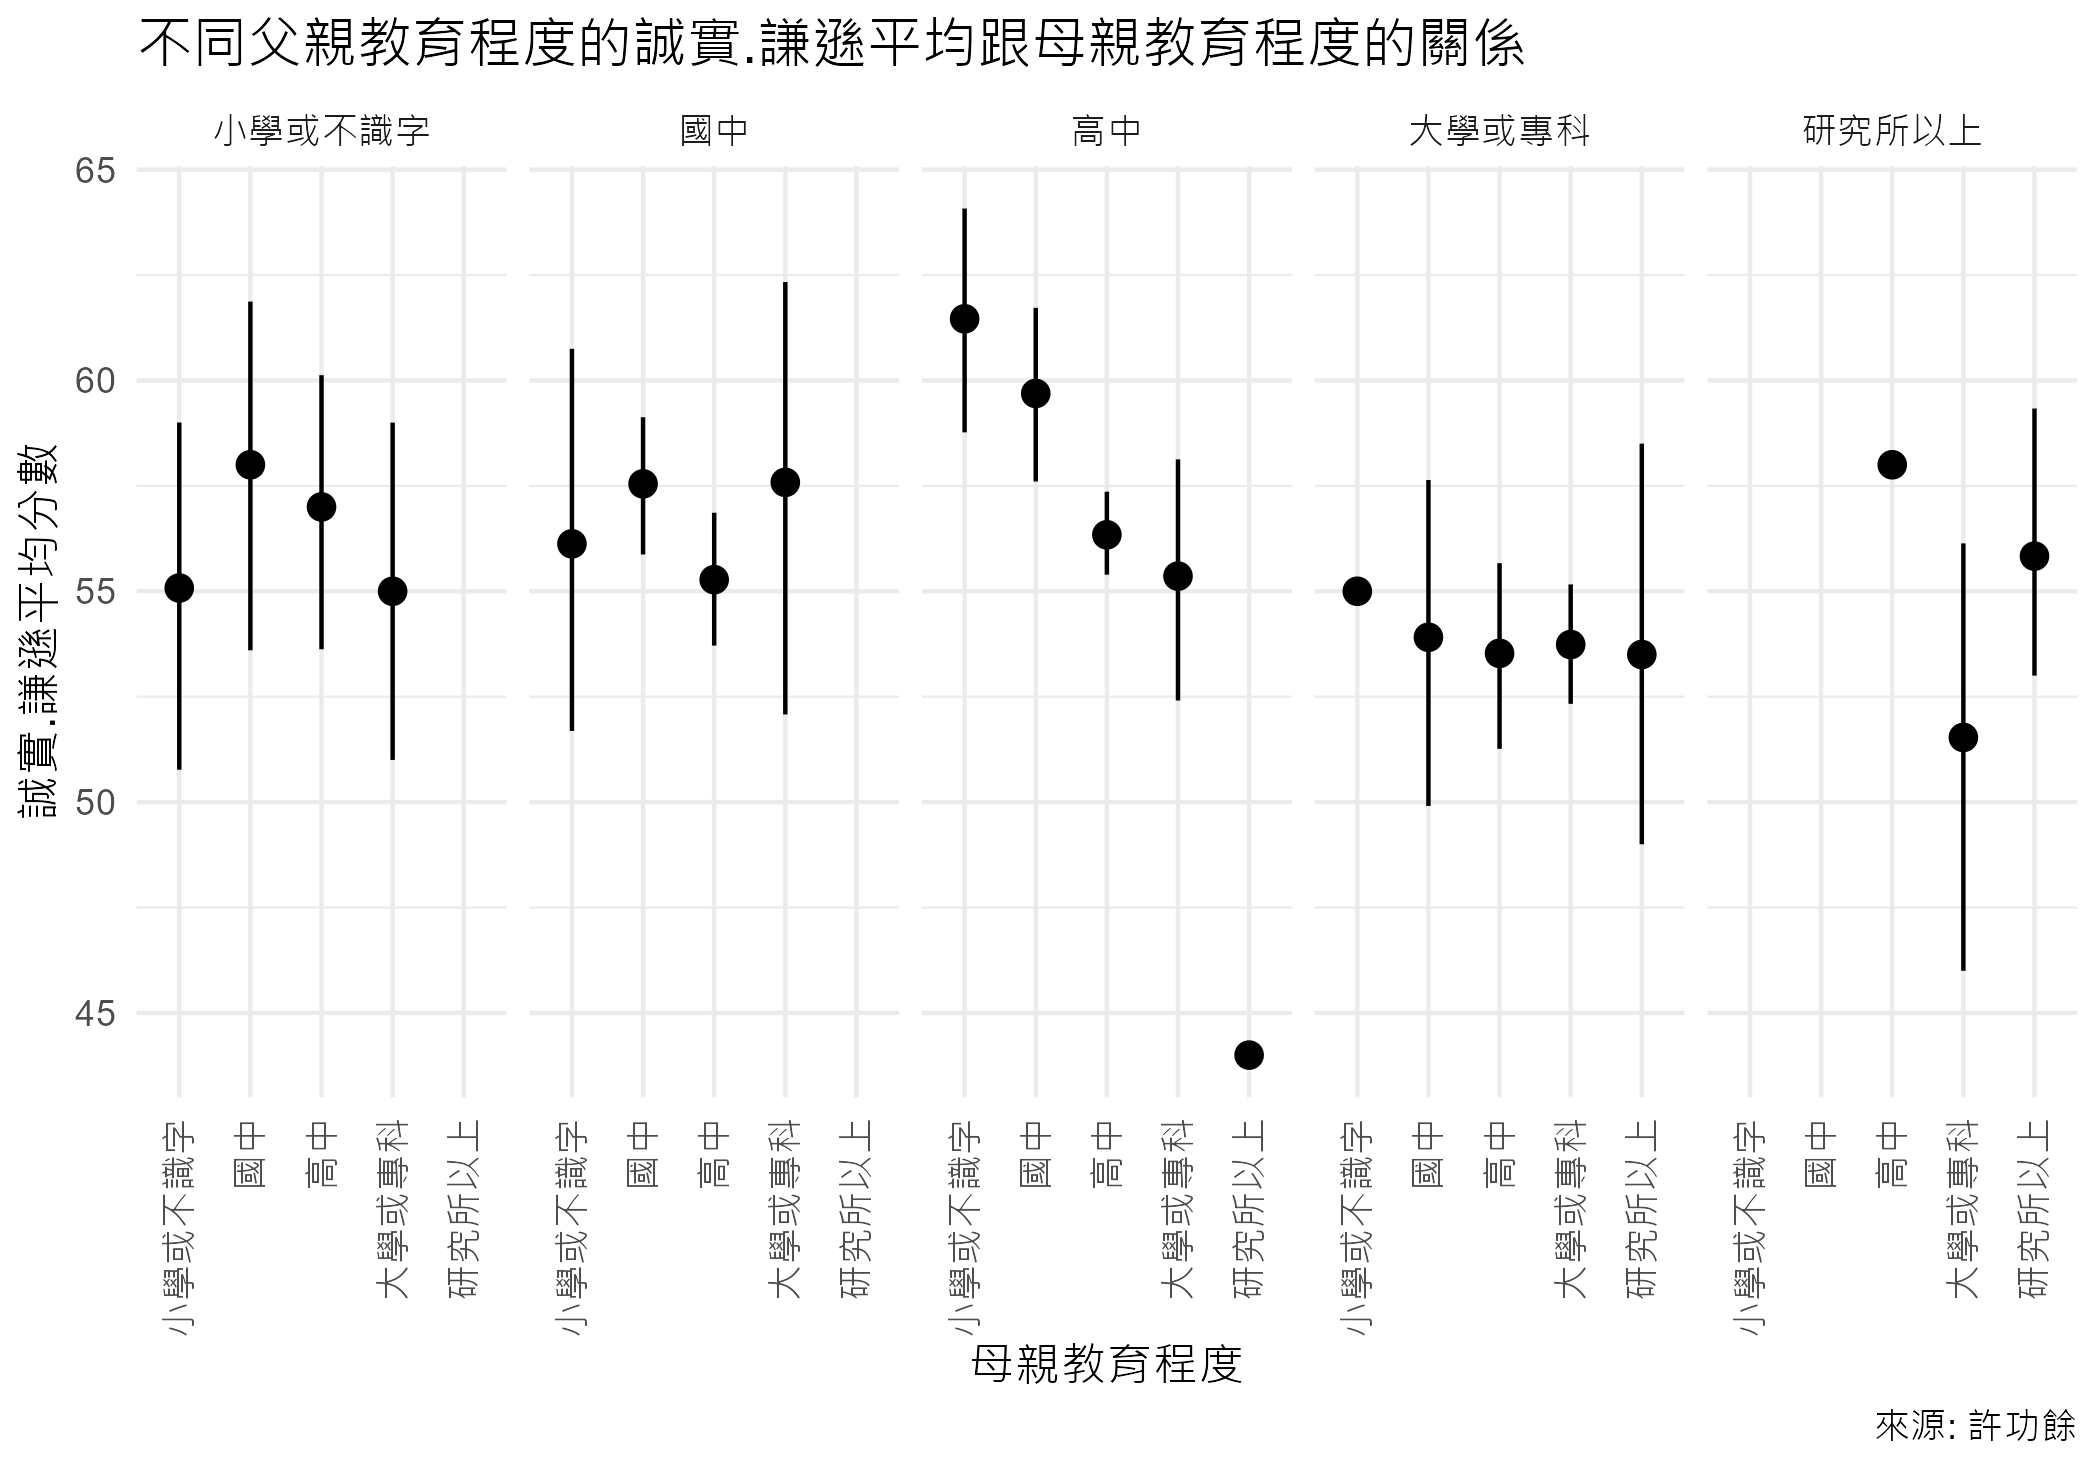 不同父親教育程度的誠實.謙遜平均跟母親教育程度的關係
小學或不識字
國中
高中
大學或專科
研究所以上
誠實.謙遜平均分數
65
60
55
50
45
小學或不識字
國中
高中
大學或專科
研究所以上
小學或不識字
國中
高中
大學或專科
研究所以上
小學或不識字
國中
高中
大學或專科
研究所以上
小學或不識字
國中
高中
大學或專科
研究所以上
小學或不識字
國中
高中
大學或專科
研究所以上
母親教育程度
來源: 許功餘